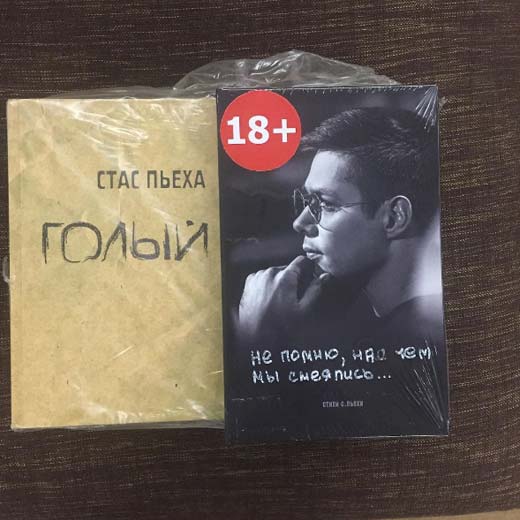 СТАС ПЬЕХА
ГОЛЫЙ
18+
не помню, над чем
мы смеялись...
СТИХИ С.ПЬЕХИ